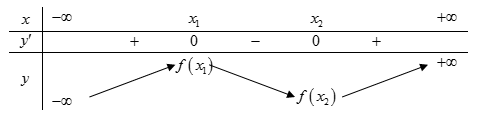 x −∞ x₁ x₂ +∞
y' + 0 − 0 +
f(x₁) +∞
y
−∞ f(x₂)